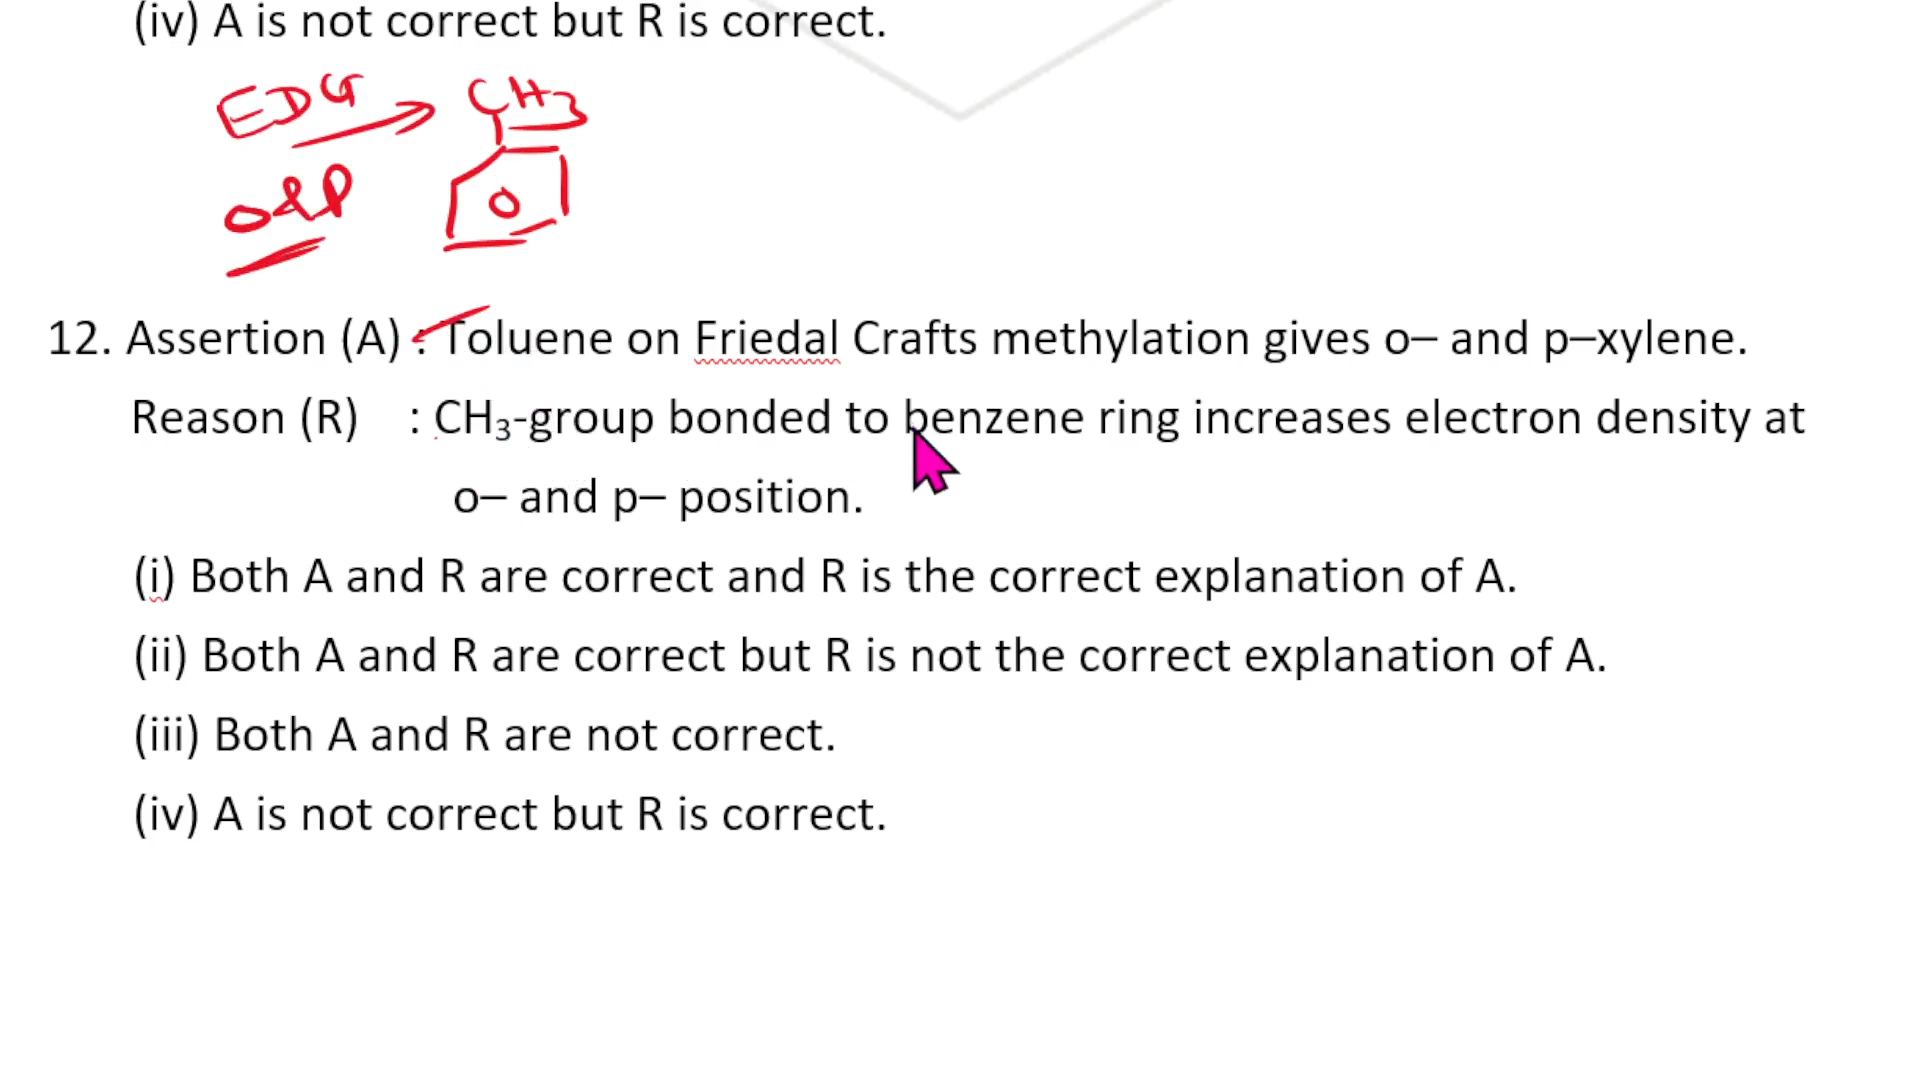 (iv) A is not correct but R is correct.
EDG → CH3
o&p
12. Assertion (A) : Toluene on Friedal Crafts methylation gives o– and p–xylene.
Reason (R) : CH₃-group bonded to benzene ring increases electron density at
o– and p– position.
(i) Both A and R are correct and R is the correct explanation of A.
(ii) Both A and R are correct but R is not the correct explanation of A.
(iii) Both A and R are not correct.
(iv) A is not correct but R is correct.